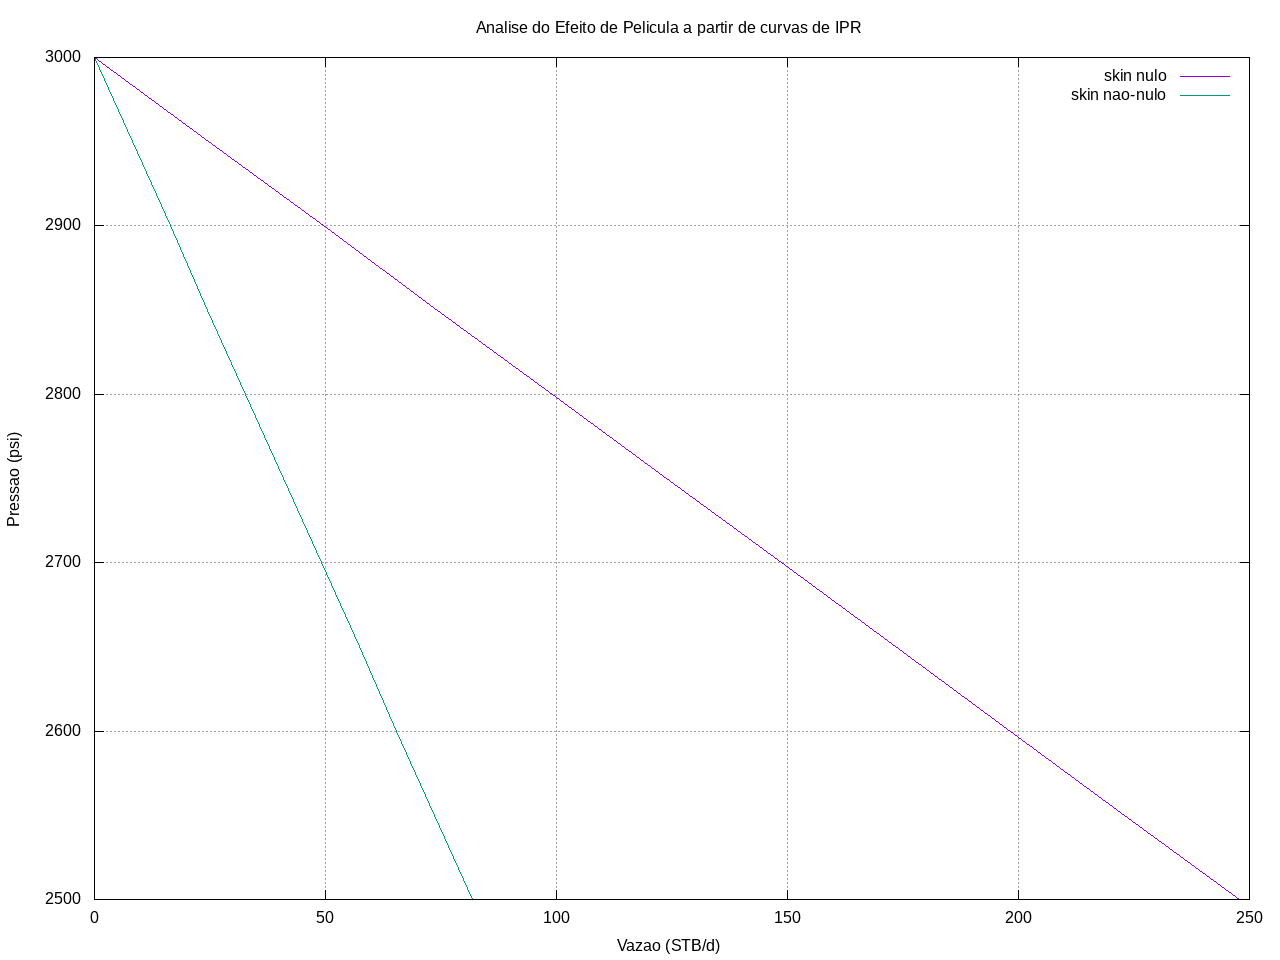 Analise do Efeito de Pelicula a partir de curvas de IPR
skin nulo
skin nao-nulo
3000
2900
2800
2700
2600
2500
Pressao (psi)
0 50 100 150 200 250
Vazao (STB/d)